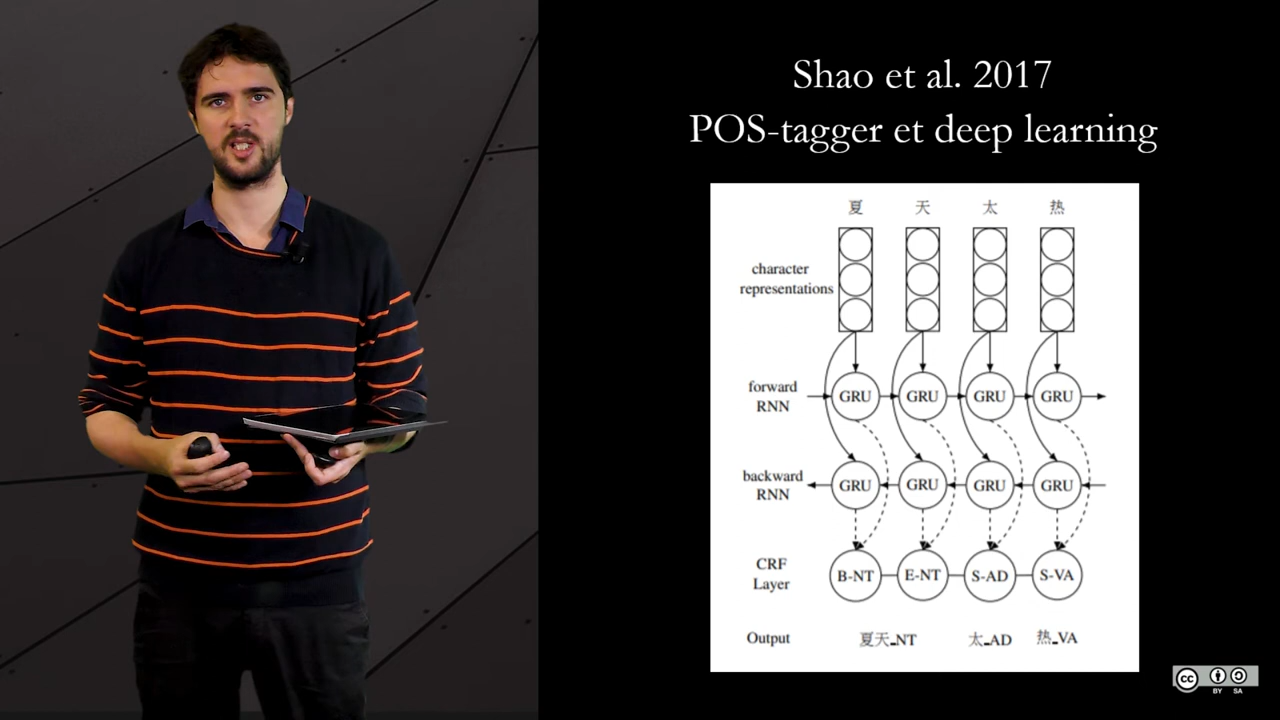 Shao et al. 2017
POS-tagger et deep learning
夏 天 太 热
character
representations
forward
RNN
GRU GRU GRU GRU
backward
RNN
GRU GRU GRU GRU
CRF
Layer
B-NT E-NT S-AD S-VA
Output 夏天_NT 太_AD 热_VA
cc
BY SA